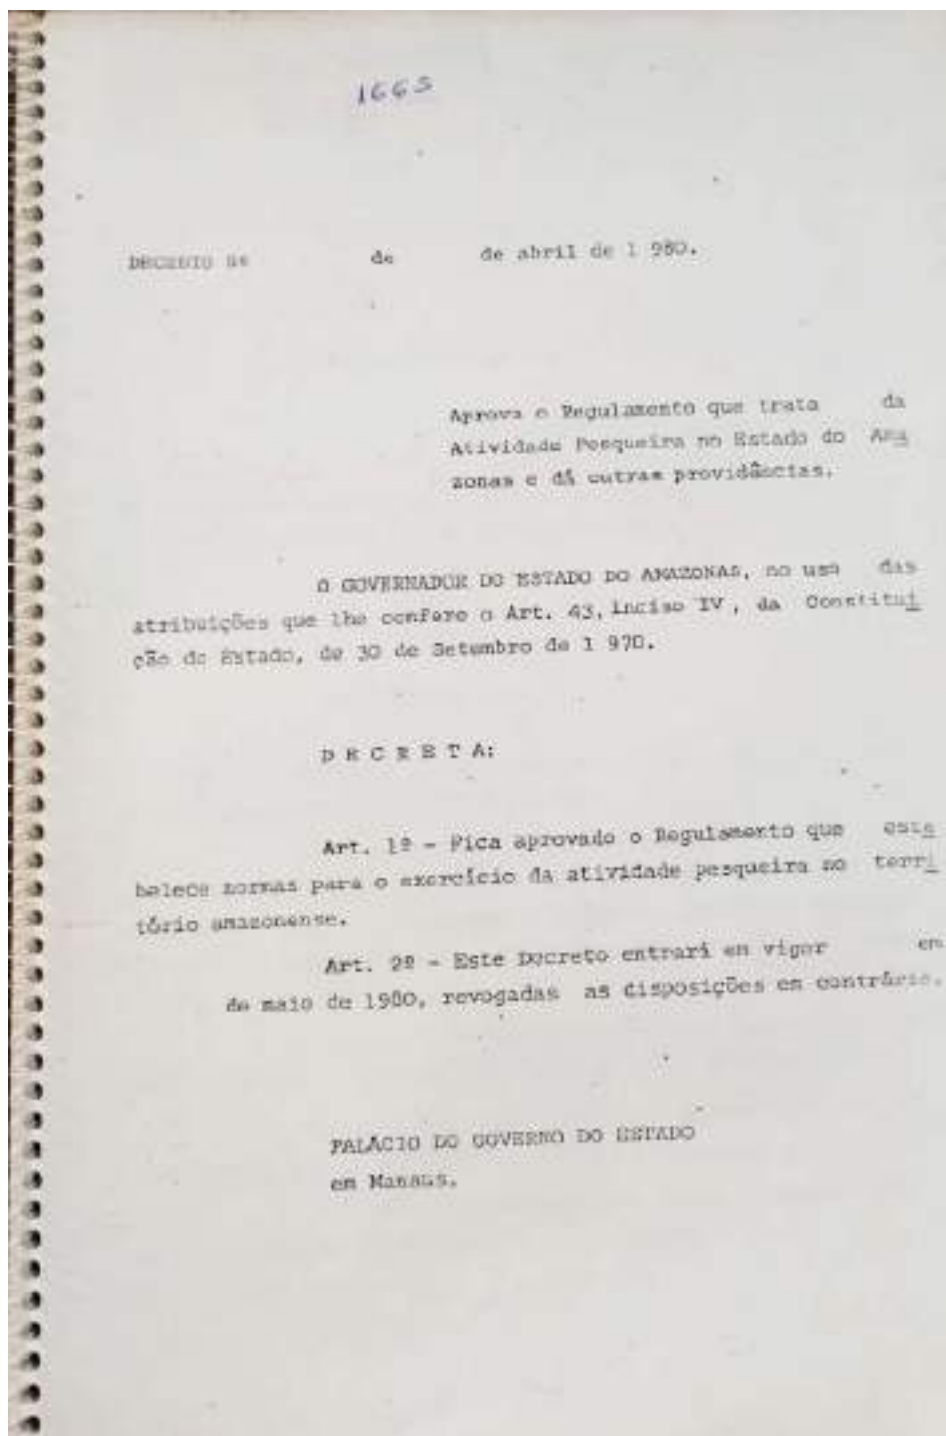 1665
DECRETO Nº de de abril de 1 980.
Aprova o Regulamento que trata da
Atividade Pesqueira no Estado do Ama
zonas e dá outras providências.
O GOVERNADOR DO ESTADO DO AMAZONAS, no uso das
atribuições que lhe confere o Art. 43, inciso IV, da Constitui
ção do Estado, de 30 de Setembro de 1 970.
D E C R E T A:
Art. 1º - Fica aprovado o Regulamento que esta
belece normas para o exercício da atividade pesqueira no terri
tório amazonense.
Art. 2º - Este Decreto entrará em vigor em
de maio de 1980, revogadas as disposições em contrário.
PALÁCIO DO GOVERNO DO ESTADO
em Manaus.